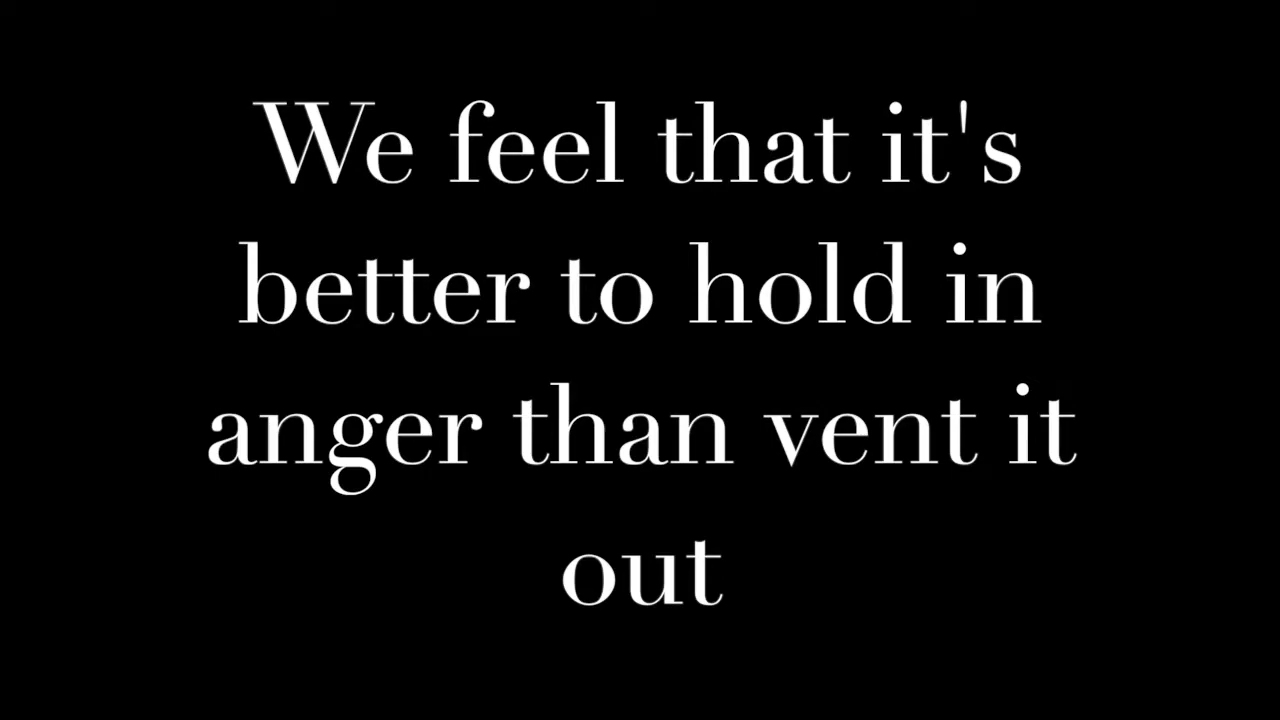 We feel that it's
better to hold in
anger than vent it
out